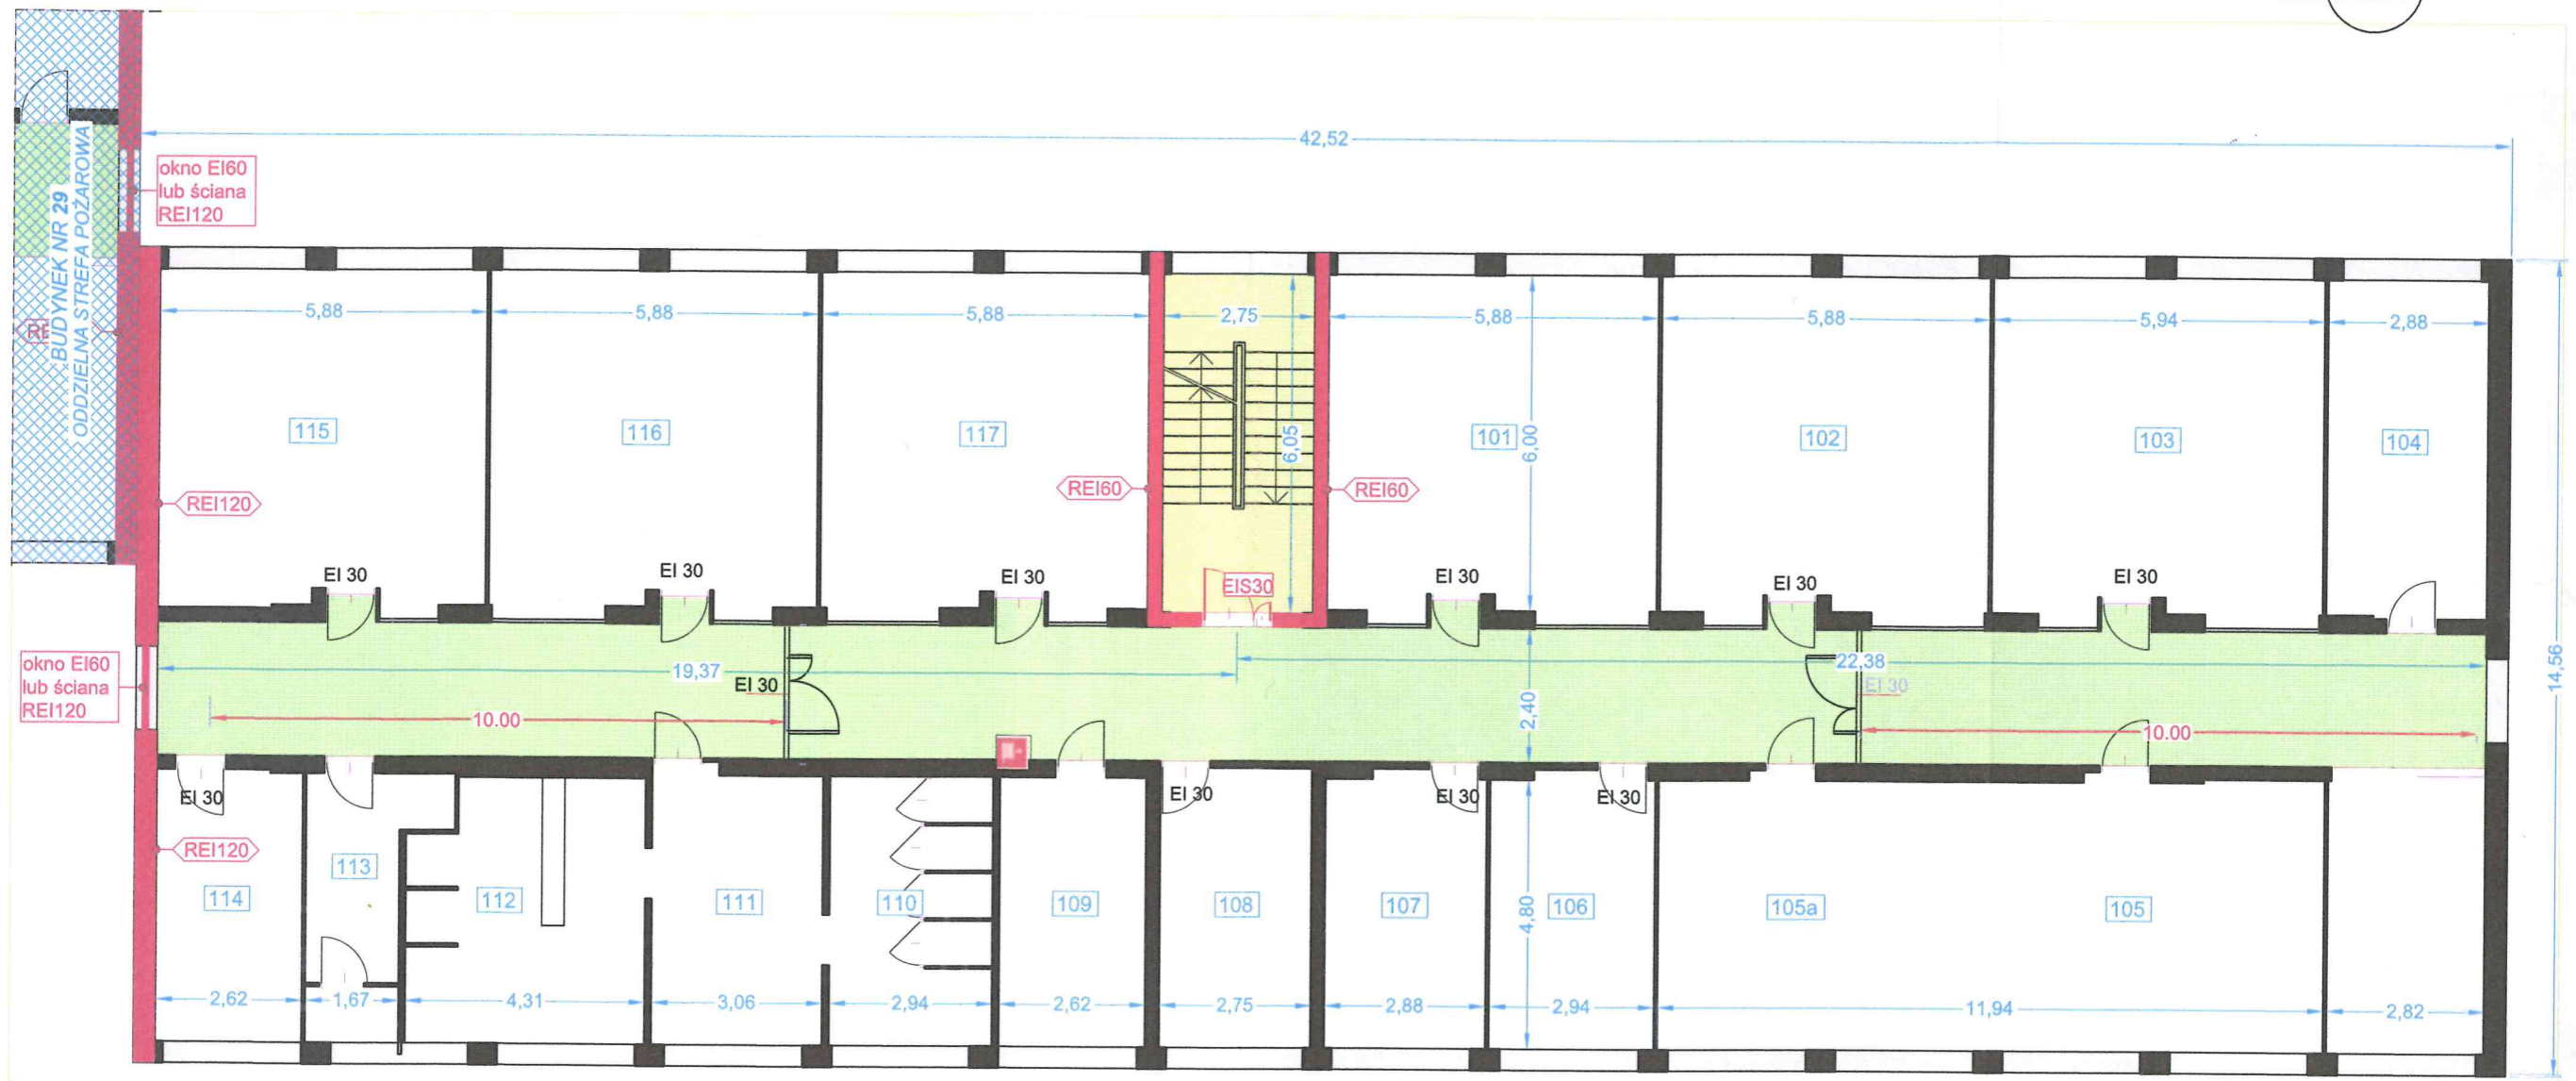 42,52
okno EI60
lub ściana
REI120
BUDYNEK NR 29
ODDZIELNA STREFA POŻAROWA
5,88
5,88
5,88
2,75
5,88
5,88
5,94
2,88
115
116
117
101
102
103
104
6,05
6,00
REI120
REI60
REI60
EI 30
EI 30
EI 30
EIS30
EI 30
EI 30
EI 30
okno EI60
lub ściana
REI120
19,37
22,38
EI 30
EI 30
10.00
2,40
10.00
14,56
EI 30
EI 30
EI 30
EI 30
REI120
114
113
112
111
110
109
108
107
106
105a
105
4,80
2,62
1,67
4,31
3,06
2,94
2,62
2,75
2,88
2,94
11,94
2,82